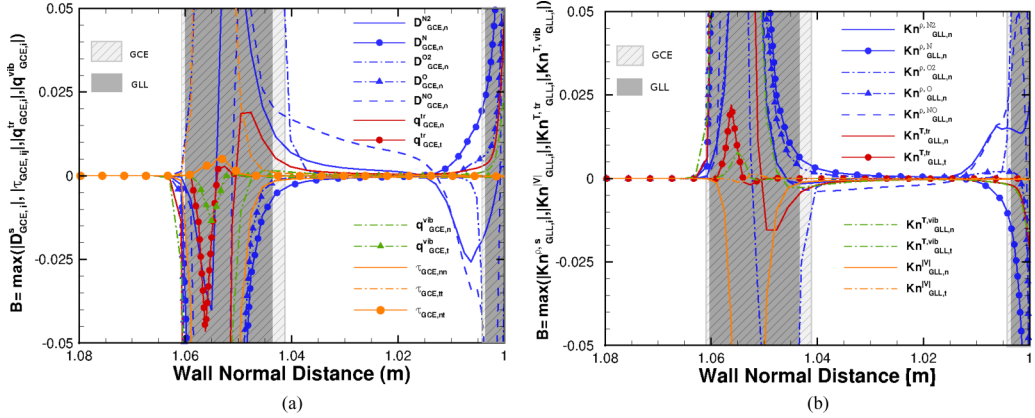 B= max(|D^s_GCE,n|, |τ_GCE,ij|,|q^tr_GCE,i|,|q^vib_GCE,i|)
0.05
0.025
0
-0.025
-0.05
1.08
1.06
1.04
1.02
1
Wall Normal Distance (m)
GCE
GLL
D^N2_GCE,n
D^N_GCE,n
D^O2_GCE,n
D^O_GCE,n
D^NO_GCE,n
q^tr_GCE,n
q^tr_GCE,t
q^vib_GCE,n
q^vib_GCE,t
τ_GCE,nn
τ_GCE,tt
τ_GCE,nt
(a)
B= max(|Kn^ρ, s_GLL,i|,|Kn^|V|_GLL,i|,|Kn^T, tr_GLL,i|,Kn^T, vib_GLL,i|)
0.05
0.025
0
-0.025
-0.05
1.08
1.06
1.04
1.02
1
Wall Normal Distance [m]
GCE
GLL
Kn^ρ, N2_GLL,n
Kn^ρ, N_GLL,n
Kn^ρ, O2_GLL,n
Kn^ρ, O_GLL,n
Kn^ρ, NO_GLL,n
Kn^T,tr_GLL,n
Kn^T,tr_GLL,t
Kn^T,vib_GLL,n
Kn^T,vib_GLL,t
Kn^|V|_GLL,n
Kn^|V|_GLL,t
(b)